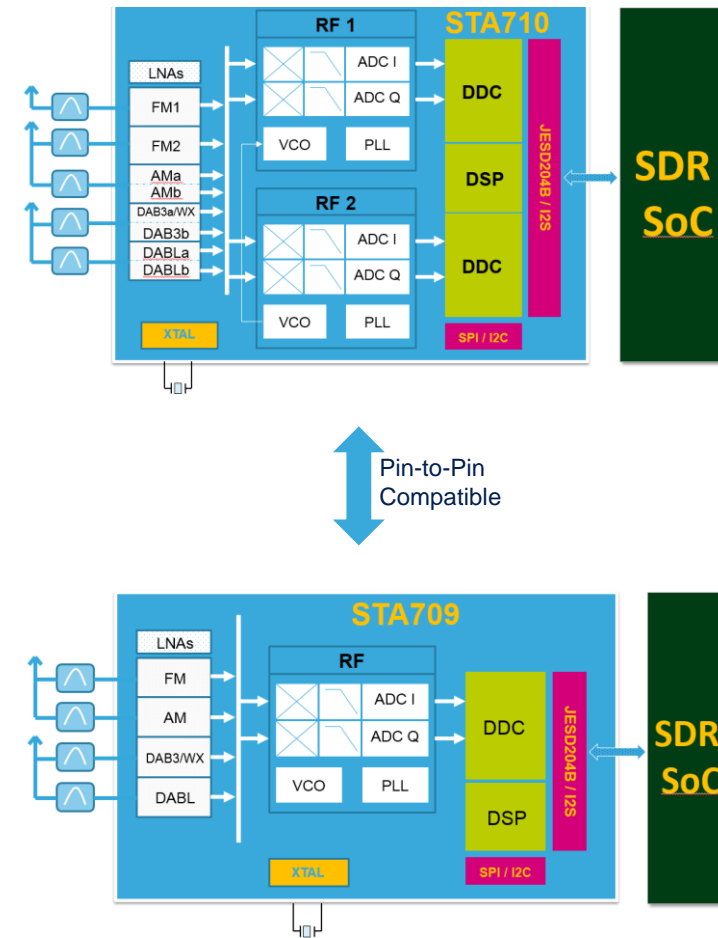 STA710
RF 1
LNAs
FM1
FM2
AMa
AMb
DAB3a/WX
DAB3b
DABLa
DABLb
ADC I
ADC Q
VCO
PLL
RF 2
ADC I
ADC Q
VCO
PLL
DDC
DSP
DDC
JESD204B / I2S
SPI / I2C
XTAL
SDR
SoC
Pin-to-Pin
Compatible
STA709
LNAs
FM
AM
DAB3/WX
DABL
RF
ADC I
ADC Q
VCO
PLL
DDC
DSP
JESD204B / I2S
SPI / I2C
XTAL
SDR
SoC